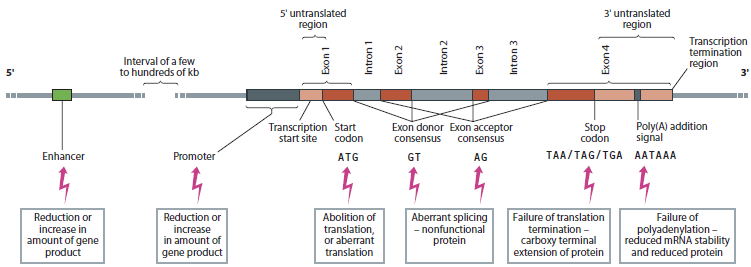 5' untranslated
region
3' untranslated
region
Transcription
termination
region
Interval of a few
to hundreds of kb
Exon 1
Intron 1
Exon 2
Intron 2
Exon 3
Intron 3
Exon 4
5'
3'
Transcription
start site
Start
codon
Exon donor
consensus
Exon acceptor
consensus
Stop
codon
Poly(A) addition
signal
Enhancer
Promoter
ATG
GT
AG
TAA/TAG/TGA
AATAAA
Reduction or
increase in
amount of gene
product
Reduction or
increase
in amount of
gene product
Abolition of
translation,
or aberrant
translation
Aberrant splicing
– nonfunctional
protein
Failure of translation
termination –
carboxy terminal
extension of protein
Failure of
polyadenylation –
reduced mRNA stability
and reduced protein